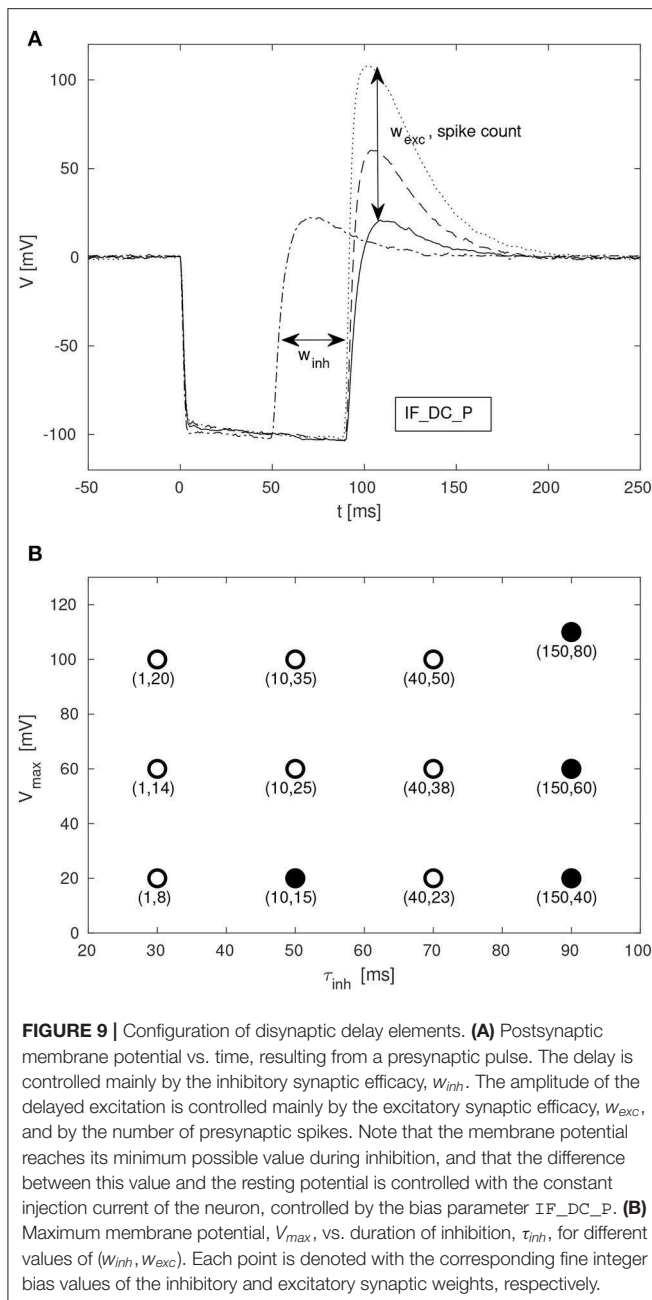 A
100
50
0
-50
-100
V [mV]
w_exc, spike count
w_inh
IF_DC_P
-50 0 50 100 150 200 250
t [ms]
B
120
100
80
60
40
20
0
V_max [mV]
(150,80)
(1,20) (10,35) (40,50)
(1,14) (10,25) (40,38) (150,60)
(1,8) (10,15) (40,23) (150,40)
20 30 40 50 60 70 80 90 100
τ_inh [ms]
FIGURE 9 | Configuration of disynaptic delay elements. (A) Postsynaptic
membrane potential vs. time, resulting from a presynaptic pulse. The delay is
controlled mainly by the inhibitory synaptic efficacy, w_inh. The amplitude of the
delayed excitation is controlled mainly by the excitatory synaptic efficacy, w_exc,
and by the number of presynaptic spikes. Note that the membrane potential
reaches its minimum possible value during inhibition, and that the difference
between this value and the resting potential is controlled with the constant
injection current of the neuron, controlled by the bias parameter IF_DC_P. (B)
Maximum membrane potential, V_max, vs. duration of inhibition, τ_inh, for different
values of (w_inh, w_exc). Each point is denoted with the corresponding fine integer
bias values of the inhibitory and excitatory synaptic weights, respectively.